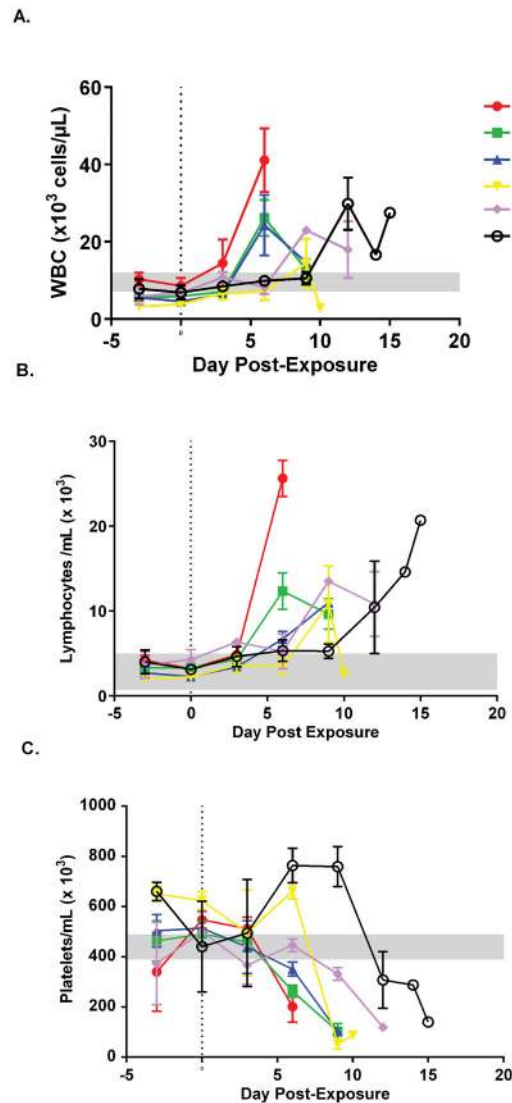 A.
60
40
20
0
WBC (x10³ cells/µL)
-5 0 5 10 15 20
Day Post-Exposure
B.
30
20
10
0
Lymphocytes /mL (x 10³)
-5 0 5 10 15 20
Day Post Exposure
C.
1000
800
600
400
200
0
Platelets/mL (x 10³)
-5 0 5 10 15 20
Day Post-Exposure